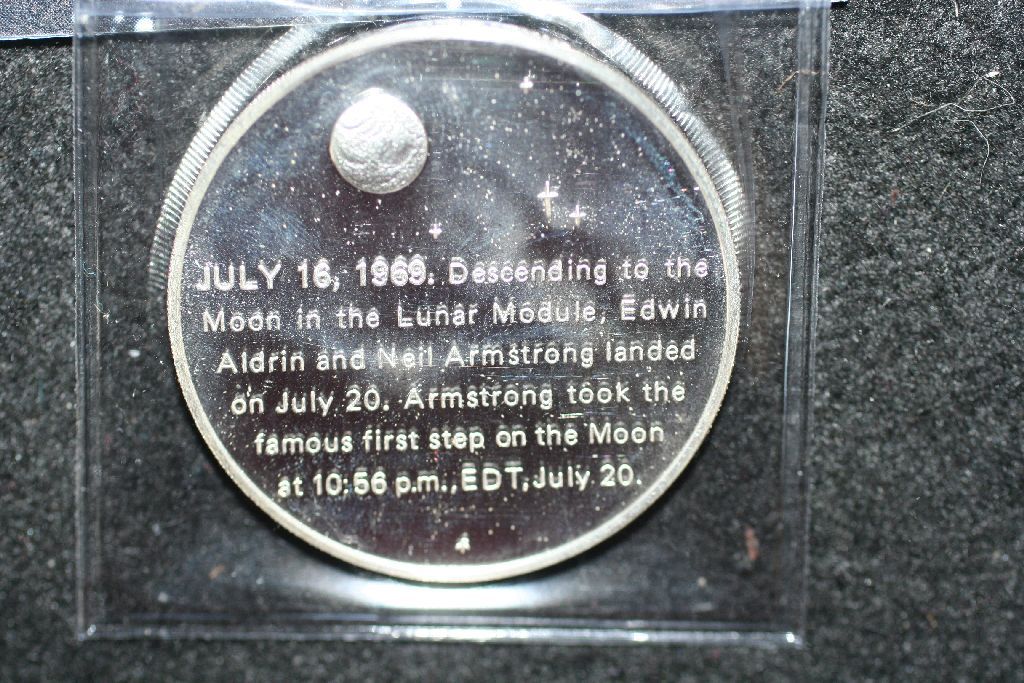 JULY 16, 1969. Descending to the
Moon in the Lunar Module, Edwin
Aldrin and Neil Armstrong landed
on July 20. Armstrong took the
famous first step on the Moon
at 10:56 p.m., EDT, July 20.